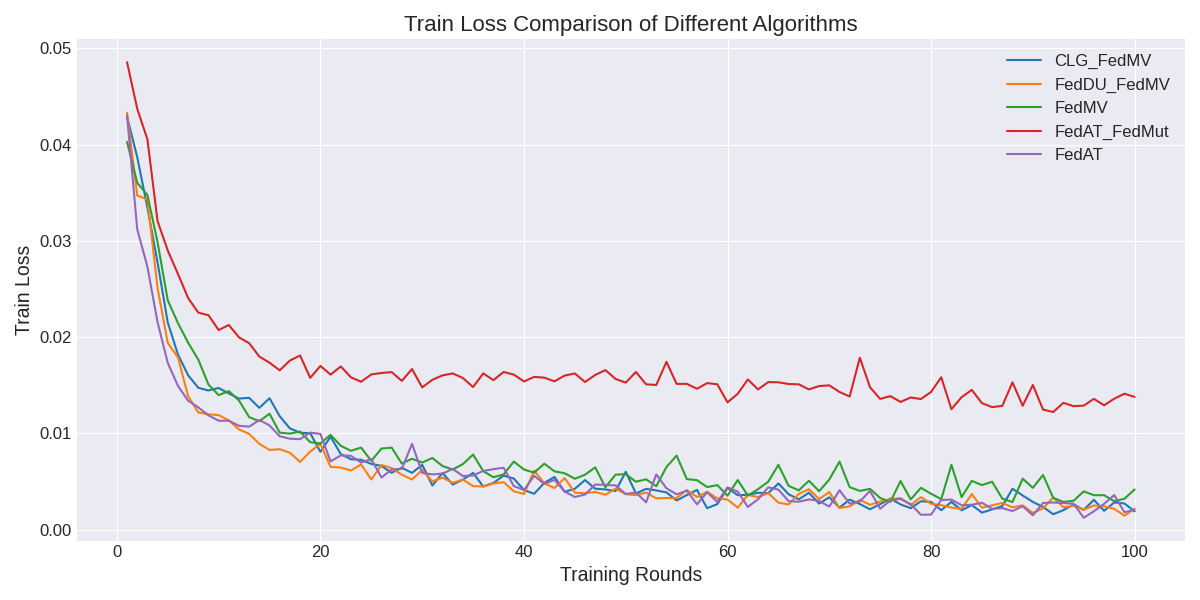 Train Loss Comparison of Different Algorithms
0.05
0.04
0.03
0.02
0.01
0.00
Train Loss
CLG_FedMV
FedDU_FedMV
FedMV
FedAT_FedMut
FedAT
0
20
40
60
80
100
Training Rounds